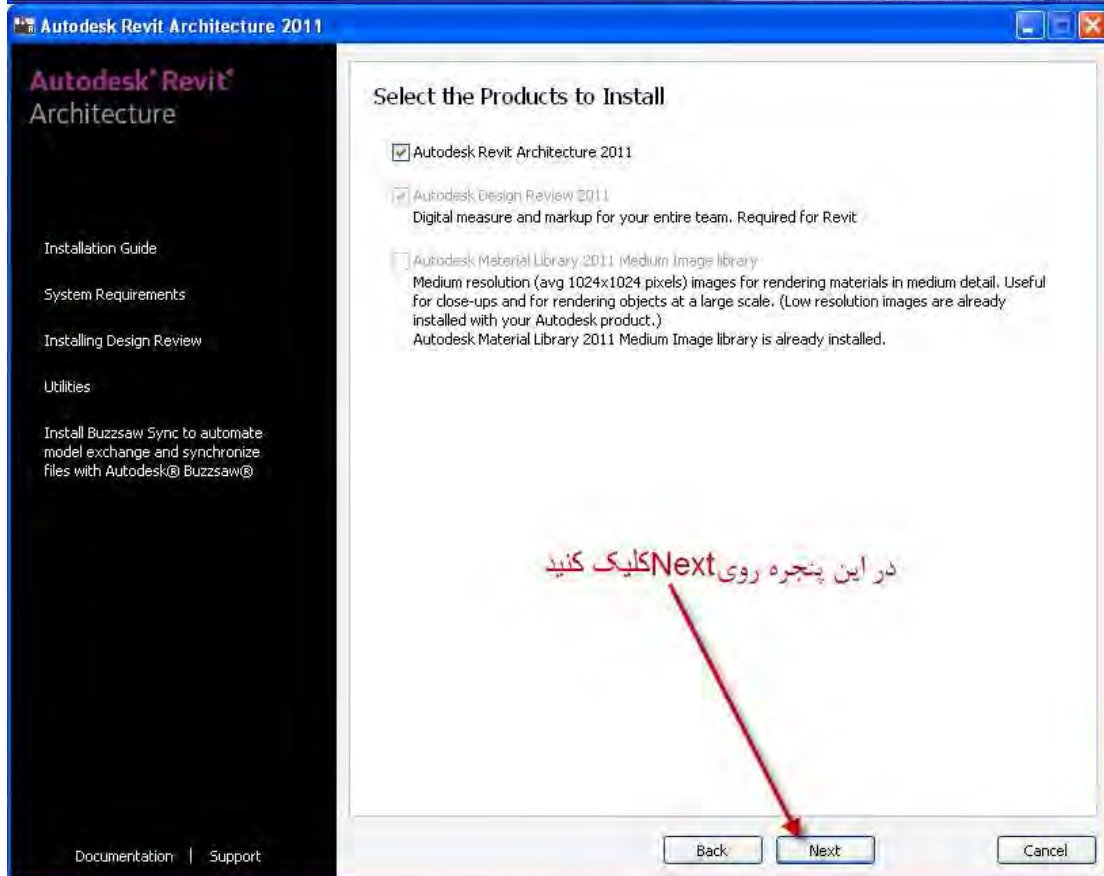 Autodesk Revit Architecture 2011
Autodesk® Revit®
Architecture
Installation Guide
System Requirements
Installing Design Review
Utilities
Install Buzzsaw Sync to automate
model exchange and synchronize
files with Autodesk® Buzzsaw®
Documentation | Support
Select the Products to Install
Autodesk Revit Architecture 2011
Autodesk Design Review 2011
Digital measure and markup for your entire team. Required for Revit
Autodesk Material Library 2011 Medium Image library
Medium resolution (avg 1024x1024 pixels) images for rendering materials in medium detail. Useful
for close-ups and for rendering objects at a large scale. (Low resolution images are already
installed with your Autodesk product.)
Autodesk Material Library 2011 Medium Image library is already installed.
در این پنجره رویNextکلیک کنید
Back
Next
Cancel